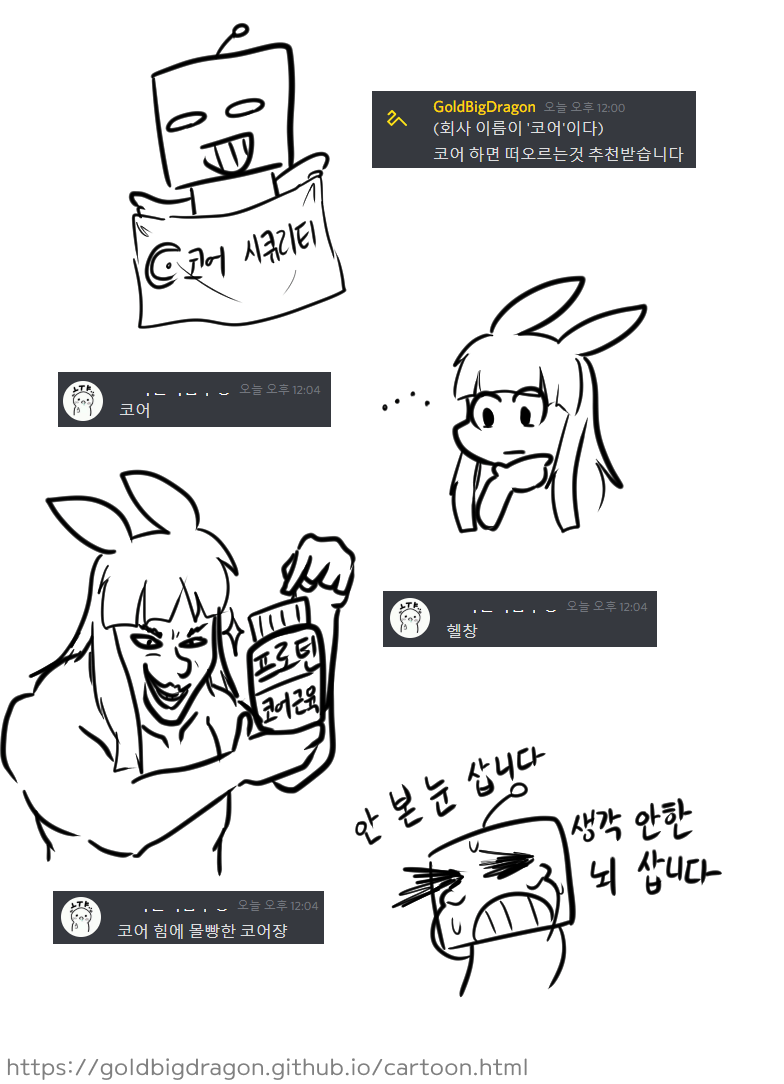 GoldBigDragon 오늘 오후 12:00
(회사 이름이 '코어'이다)
코어 하면 떠오르는것 추천받습니다
코어 시큐리티
오늘 오후 12:04
코어
....
오늘 오후 12:04
헬창
프로틴
코어근육
안 본 눈 삽니다
생각 안한
뇌 삽니다
오늘 오후 12:04
코어 힘에 몰빵한 코어쟝
https://goldbigdragon.github.io/cartoon.html